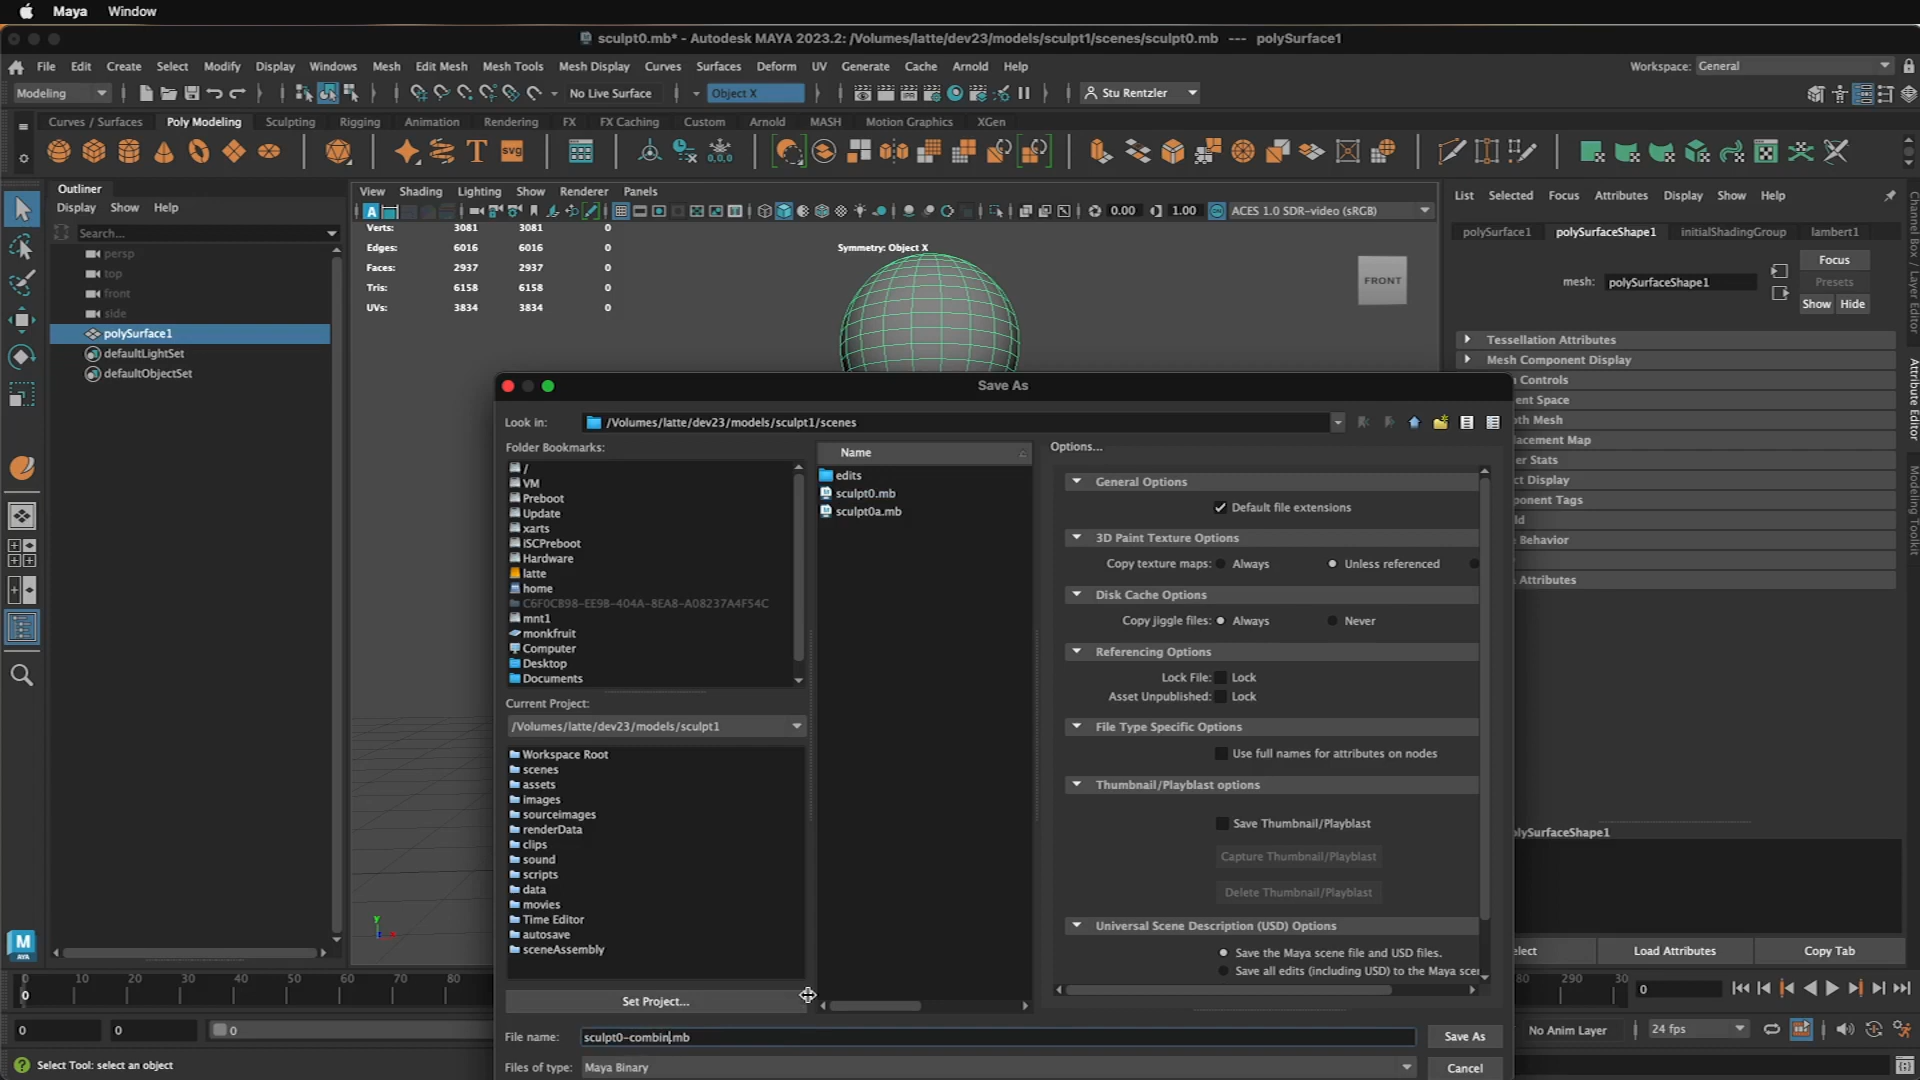 Maya Window
sculpt0.mb* - Autodesk MAYA 2023.2: /Volumes/latte/dev23/models/sculpt1/scenes/sculpt0.mb --- polySurface1
File Edit Create Select Modify Display Windows Mesh Edit Mesh Mesh Tools Mesh Display Curves Surfaces Deform UV Generate Cache Arnold Help
Workspace: General
Modeling No Live Surface Object X Stu Rentzler
Curves / Surfaces Poly Modeling Sculpting Rigging Animation Rendering FX FX Caching Custom Arnold MASH Motion Graphics XGen
Outliner
Display Show Help
Search...
persp
top
front
side
polySurface1
defaultLightSet
defaultObjectSet
View Shading Lighting Show Renderer Panels
0.00 1.00 ACES 1.0 SDR-video (sRGB)
Verts: 3081 3081 0
Edges: 6016 6016 0
Faces: 2937 2937 0
Tris: 6158 6158 0
UVs: 3834 3834 0
Symmetry: Object X
FRONT
List Selected Focus Attributes Display Show Help
polySurface1 polySurfaceShape1 initialShadingGroup lambert1
mesh: polySurfaceShape1
Focus
Presets
Show Hide
Tessellation Attributes
Mesh Component Display
Controls
ent Space
oth Mesh
lacement Map
er Stats
ct Display
ponent Tags
ld
Behavior
Attributes
Channel Box / Layer Editor
Attribute Editor
Modeling Toolkit
lySurfaceShape1
elect Load Attributes Copy Tab
Save As
Look in: /Volumes/latte/dev23/models/sculpt1/scenes
Folder Bookmarks:
/
VM
Preboot
Update
xarts
iSCPreboot
Hardware
latte
home
C6F0CB98-EE9B-404A-8EA8-A08237A4F54C
mnt1
monkfruit
Computer
Desktop
Documents
Current Project:
/Volumes/latte/dev23/models/sculpt1
Workspace Root
scenes
assets
images
sourceimages
renderData
clips
sound
scripts
data
movies
Time Editor
autosave
sceneAssembly
Set Project...
Name
edits
sculpt0.mb
sculpt0a.mb
Options...
General Options
Default file extensions
3D Paint Texture Options
Copy texture maps: Always Unless referenced
Disk Cache Options
Copy jiggle files: Always Never
Referencing Options
Lock File: Lock
Asset Unpublished: Lock
File Type Specific Options
Use full names for attributes on nodes
Thumbnail/Playblast options
Save Thumbnail/Playblast
Capture Thumbnail/Playblast
Delete Thumbnail/Playblast
Universal Scene Description (USD) Options
Save the Maya scene file and USD files.
Save all edits (including USD) to the Maya sce
File name: sculpt0-combin.mb Save As
Files of type: Maya Binary Cancel
0 10 20 30 40 50 60 70 80
0
80 290 30
0
0 0 0
No Anim Layer 24 fps
Select Tool: select an object